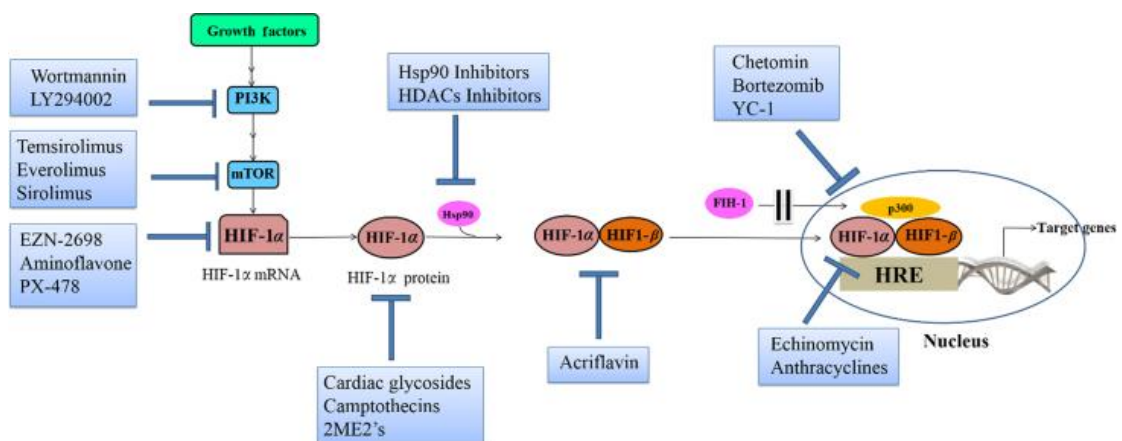 Growth factors
Wortmannin
LY294002
PI3K
Temsirolimus
Everolimus
Sirolimus
mTOR
EZN-2698
Aminoflavone
PX-478
HIF-1α
HIF-1α mRNA
Hsp90 Inhibitors
HDACs Inhibitors
Hsp90
HIF-1α
HIF-1α protein
Cardiac glycosides
Camptothecins
2ME2's
HIF-1α
HIF1-β
Acriflavin
Chetomin
Bortezomib
YC-1
FIH-1
p300
HIF-1α
HIF1-β
Target genes
HRE
Nucleus
Echinomycin
Anthracyclines